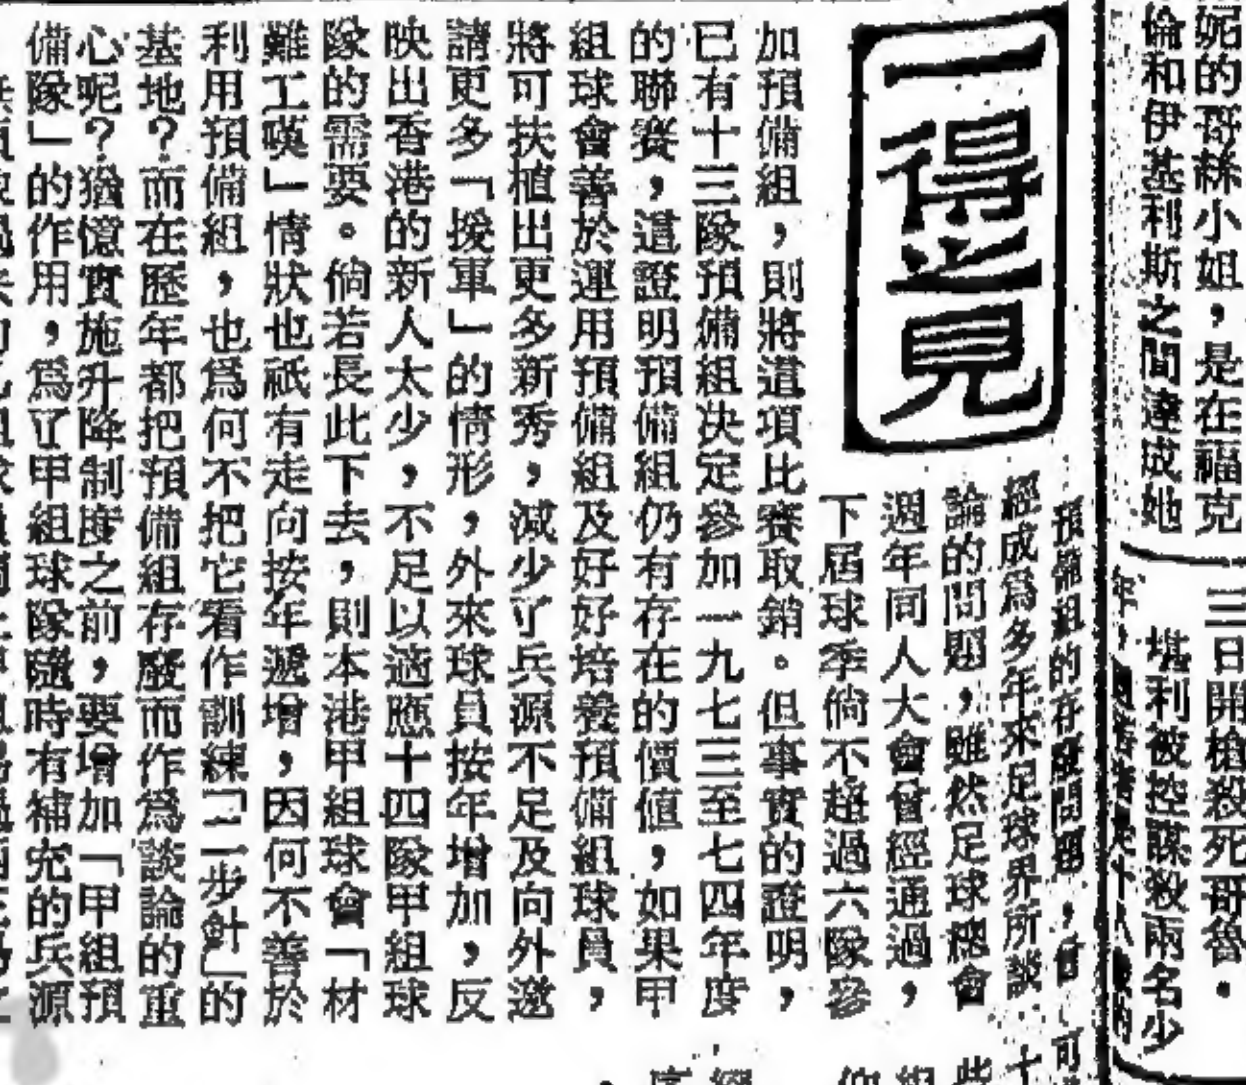 妮的哥絲小姐,是在福克
倫和伊基利斯之間達成她
三日開槍殺死哥魯。
堪利被控謀殺兩名少
一得之見
預備組的存廢問題,曾
經成為多年來足球界所談
論的問題,雖然足球總會
週年同人大會曾經通過,
下屆球季倘不超過六隊參
加預備組,則將這項比賽取銷。但事實的證明,
已有十三隊預備組決定參加一九七三至七四年度
的聯賽,這證明預備組仍有存在的價值,如果甲
組球會善於運用預備組及好好培養預備組球員,
將可扶植出更多新秀,減少了兵源不足及向外邀
請更多「援軍」的情形,外來球員按年增加,反
映出香港的新人太少,不足以適應十四隊甲組球
隊的需要。倘若長此下去,則本港甲組球會「材
難工嘆」情狀也祇有走向按年遞增,因何不善於
利用預備組,也為何不把它看作訓練「二步針」的
基地?而在歷年都把預備組存廢而作為談論的重
心呢?猶憶實施升降制度之前,要增加「甲組預
備隊」的作用,為了甲組球隊隨時有補充的兵源